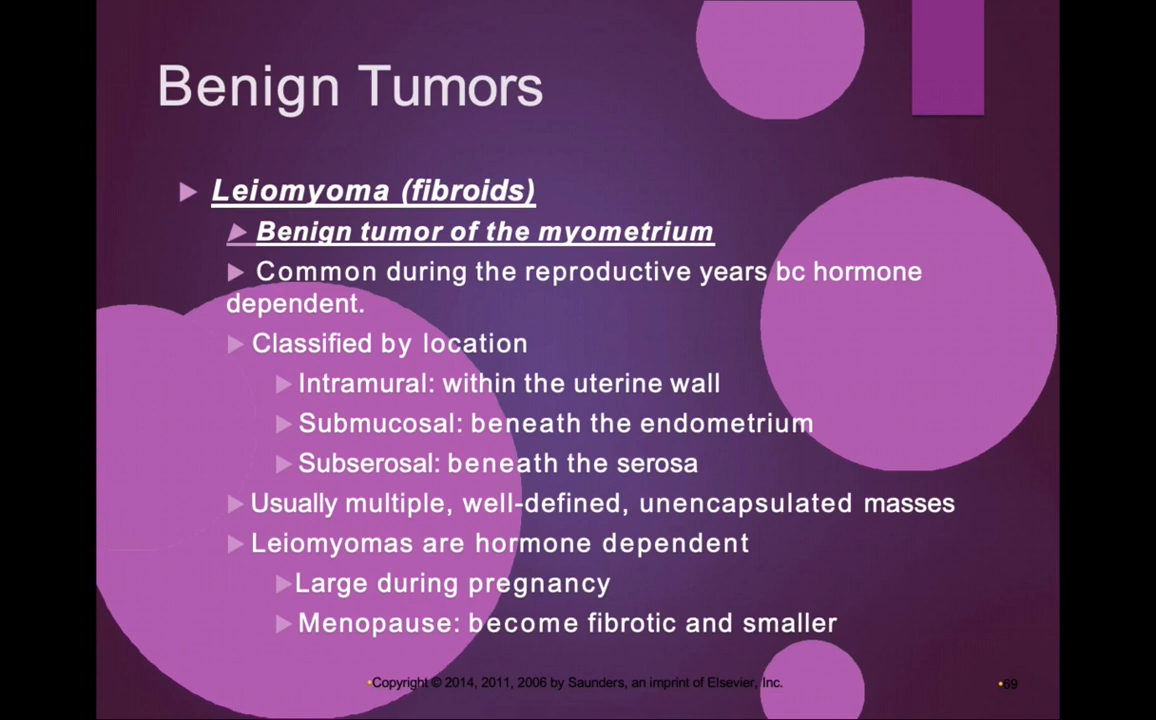 Benign Tumors
Leiomyoma (fibroids)
Benign tumor of the myometrium
Common during the reproductive years bc hormone
dependent.
Classified by location
Intramural: within the uterine wall
Submucosal: beneath the endometrium
Subserosal: beneath the serosa
Usually multiple, well-defined, unencapsulated masses
Leiomyomas are hormone dependent
Large during pregnancy
Menopause: become fibrotic and smaller
•Copyright © 2014, 2011, 2006 by Saunders, an imprint of Elsevier, Inc.
•69